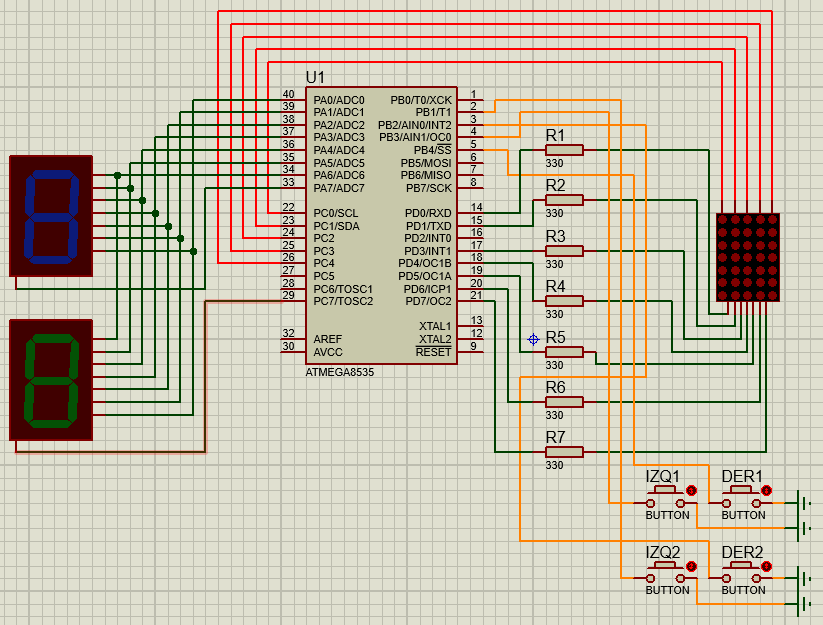 U1
40 PA0/ADC0 PB0/T0/XCK 1
39 PA1/ADC1 PB1/T1 2
38 PA2/ADC2 PB2/AIN0/INT2 3
37 PA3/ADC3 PB3/AIN1/OC0 4
36 PA4/ADC4 PB4/SS 5
35 PA5/ADC5 PB5/MOSI 6
34 PA6/ADC6 PB6/MISO 7
33 PA7/ADC7 PB7/SCK 8
22 PC0/SCL PD0/RXD 14
23 PC1/SDA PD1/TXD 15
24 PC2 PD2/INT0 16
25 PC3 PD3/INT1 17
26 PC4 PD4/OC1B 18
27 PC5 PD5/OC1A 19
28 PC6/TOSC1 PD6/ICP1 20
29 PC7/TOSC2 PD7/OC2 21
XTAL1 13
32 AREF XTAL2 12
30 AVCC RESET 9
ATMEGA8535
R1
330
R2
330
R3
330
R4
330
R5
330
R6
330
R7
330
IZQ1 DER1
BUTTON BUTTON
IZQ2 DER2
BUTTON BUTTON